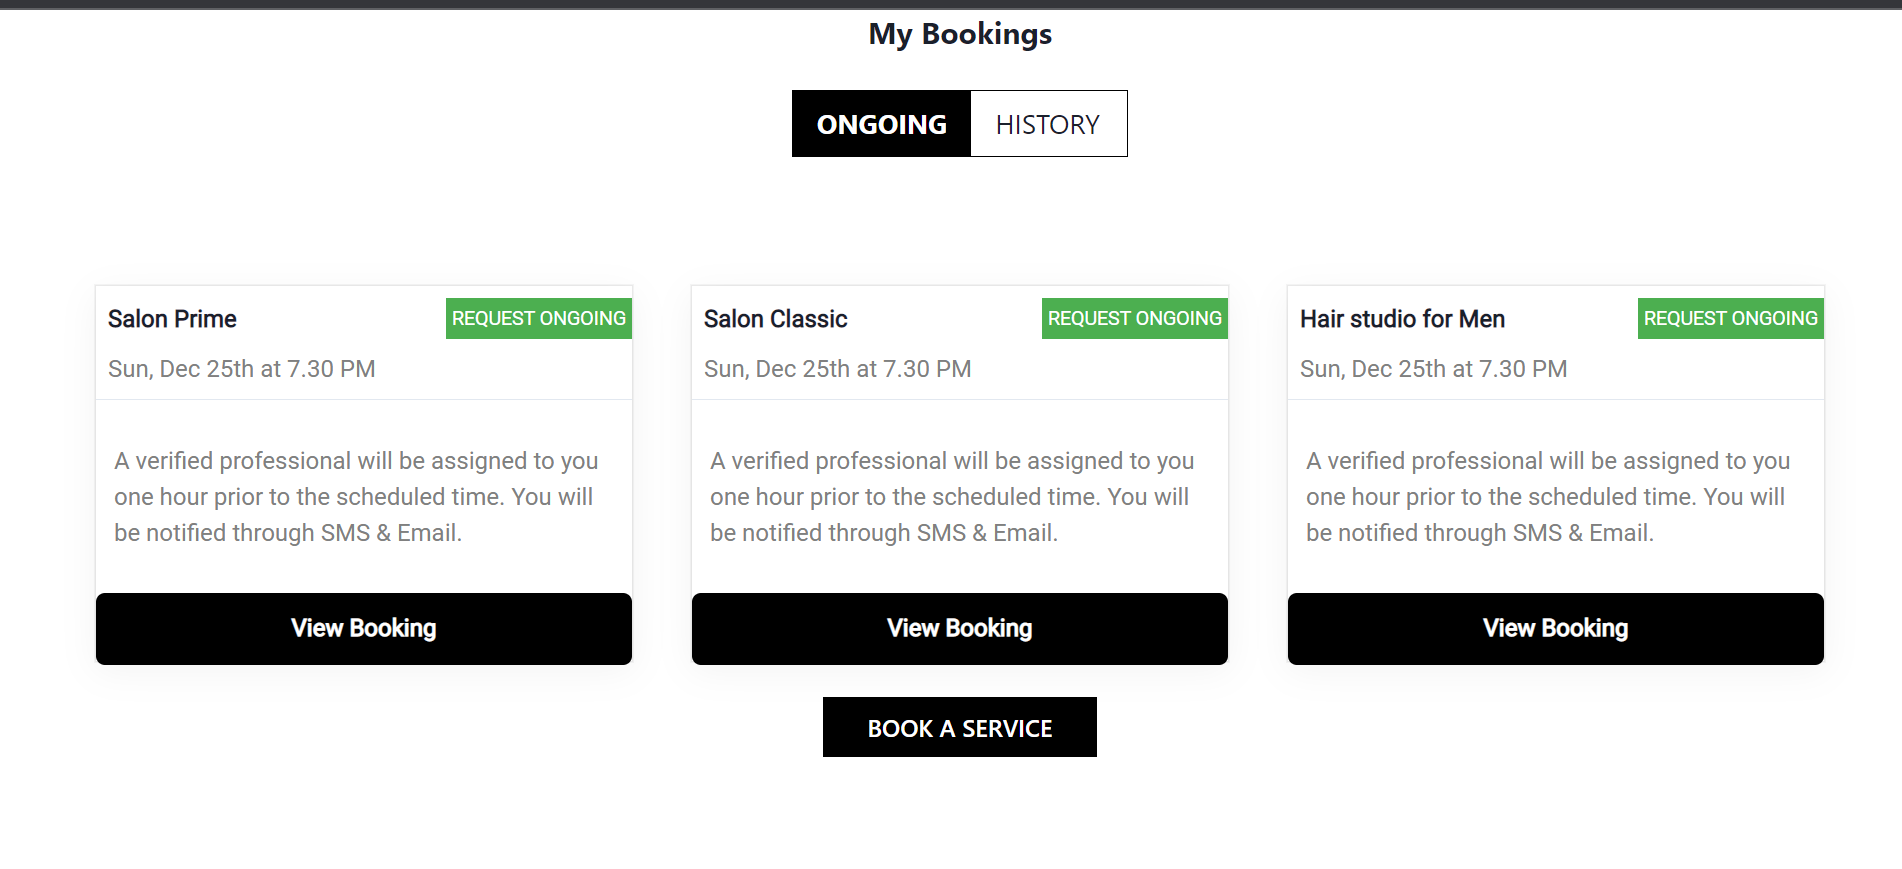 My Bookings
ONGOING HISTORY
Salon Prime REQUEST ONGOING
Sun, Dec 25th at 7.30 PM
A verified professional will be assigned to you
one hour prior to the scheduled time. You will
be notified through SMS & Email.
View Booking
Salon Classic REQUEST ONGOING
Sun, Dec 25th at 7.30 PM
A verified professional will be assigned to you
one hour prior to the scheduled time. You will
be notified through SMS & Email.
View Booking
Hair studio for Men REQUEST ONGOING
Sun, Dec 25th at 7.30 PM
A verified professional will be assigned to you
one hour prior to the scheduled time. You will
be notified through SMS & Email.
View Booking
BOOK A SERVICE